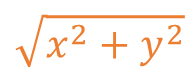 √(x² + y²)